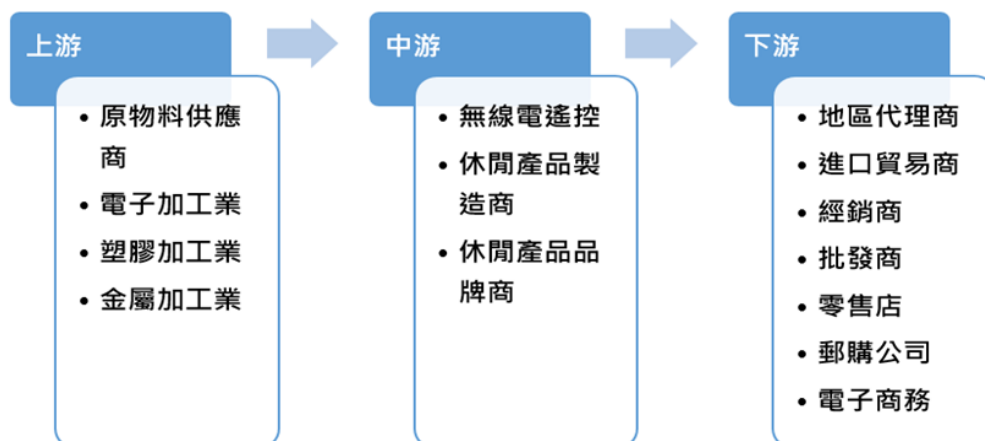 上游
• 原物料供應
商
• 電子加工業
• 塑膠加工業
• 金屬加工業
中游
• 無線電遙控
• 休閒產品製
造商
• 休閒產品品
牌商
下游
• 地區代理商
• 進口貿易商
• 經銷商
• 批發商
• 零售店
• 郵購公司
• 電子商務